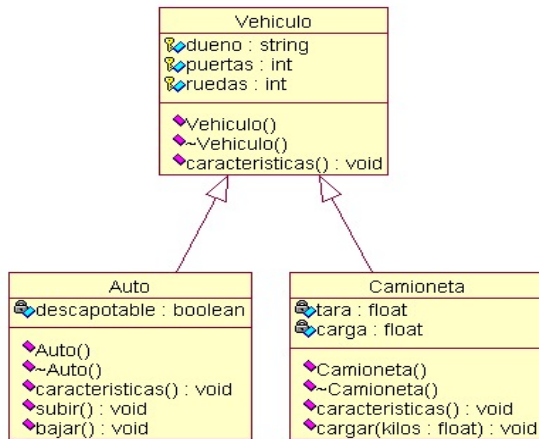 Vehiculo
dueno : string
puertas : int
ruedas : int
Vehiculo()
~Vehiculo()
caracteristicas() : void
Auto
descapotable : boolean
Auto()
~Auto()
caracteristicas() : void
subir() : void
bajar() : void
Camioneta
tara : float
carga : float
Camioneta()
~Camioneta()
caracteristicas() : void
cargar(kilos : float) : void